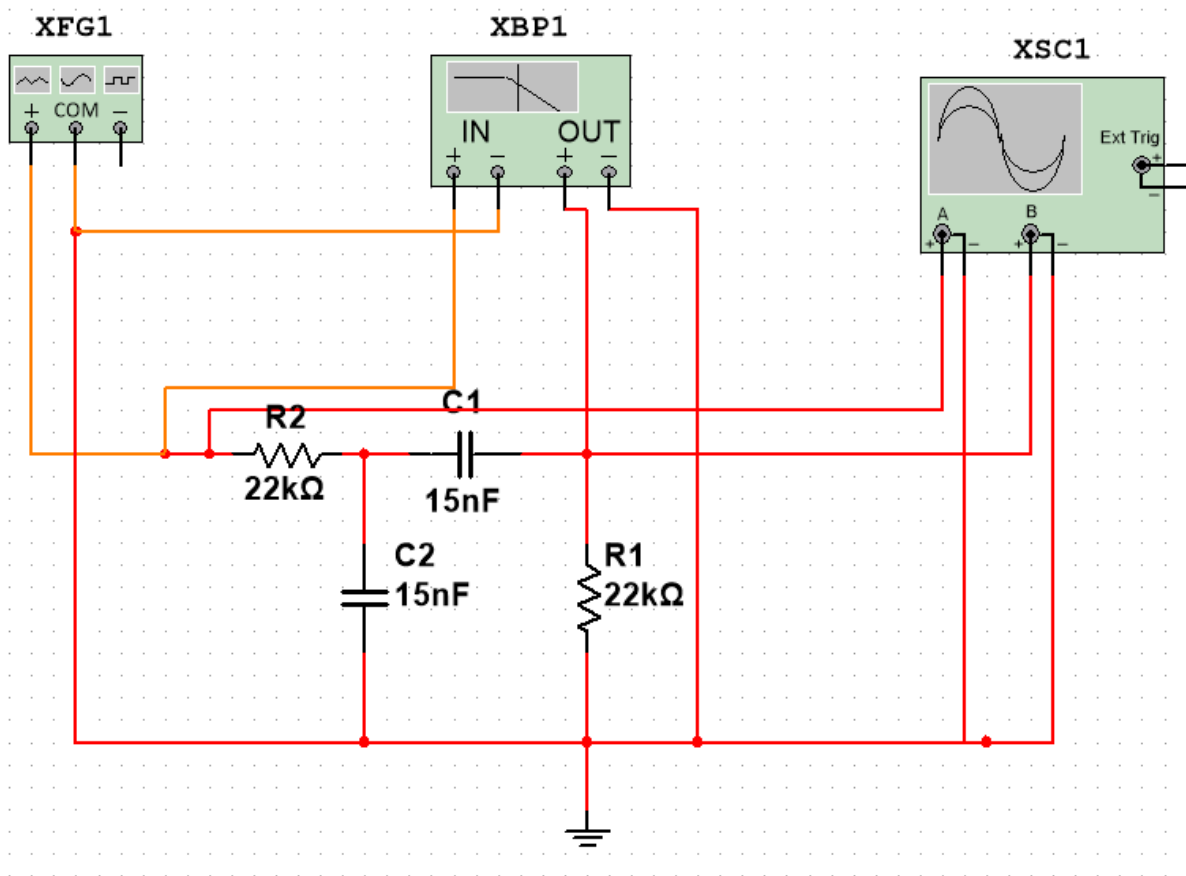 XFG1
XBP1
XSC1
+ COM −
IN OUT
+ − + −
Ext Trig
+
−
A B
+ − + −
C1
R2
22kΩ
15nF
C2
15nF
R1
22kΩ